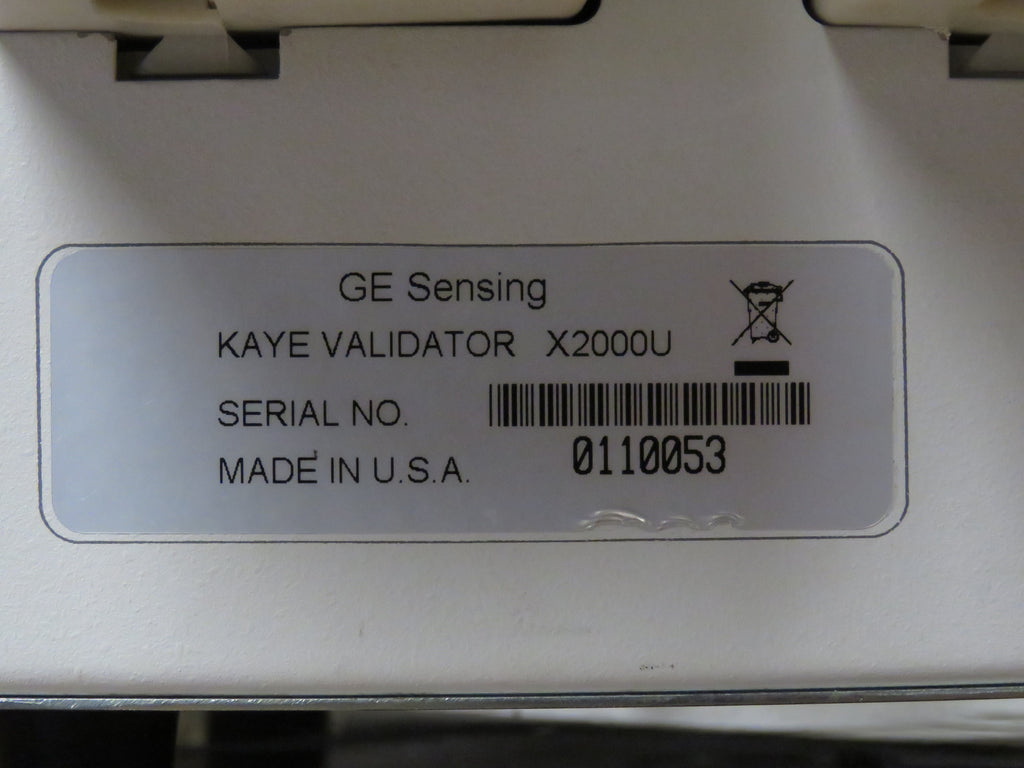 GE Sensing
KAYE VALIDATOR X2000U
SERIAL NO.
0110053
MADE IN U.S.A.